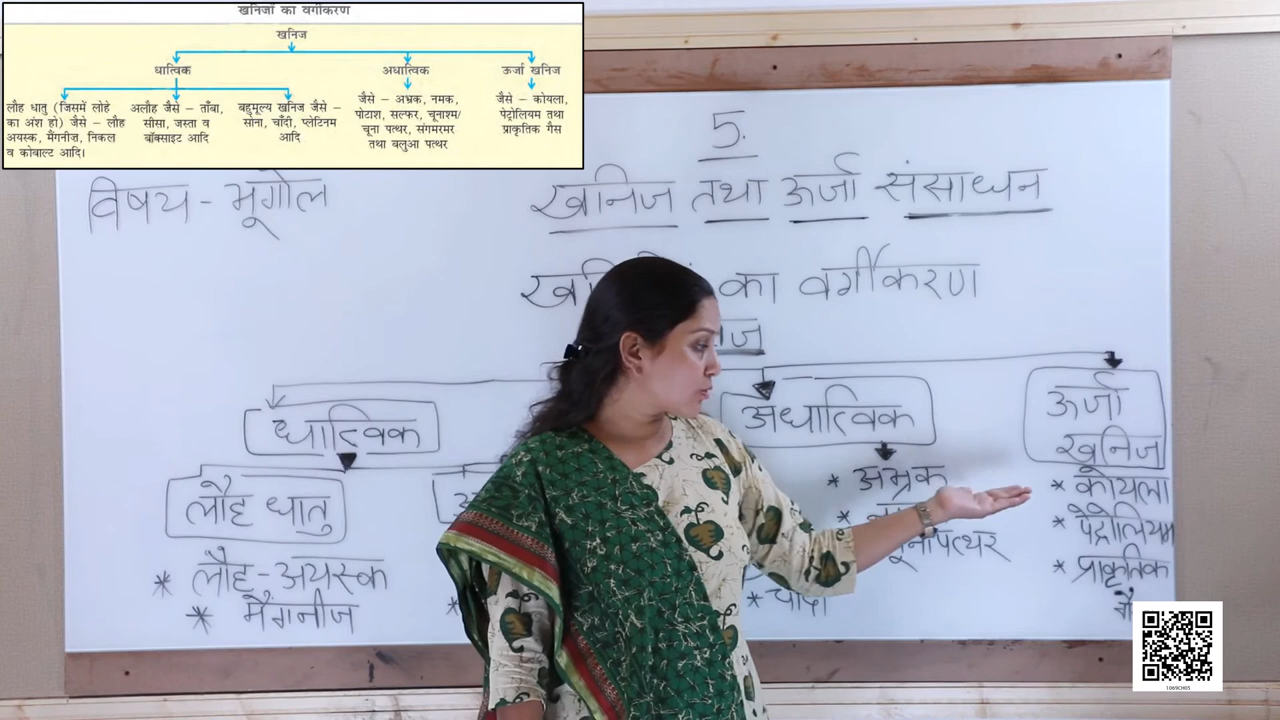 खनिजों का वर्गीकरण
खनिज
धात्विक
अधात्विक
ऊर्जा खनिज
लौह धातु (जिसमें लोहे
का अंश हो) जैसे – लौह
अयस्क, मैंगनीज, निकल
व कोबाल्ट आदि।
अलौह जैसे – ताँबा,
सीसा, जस्ता व
बॉक्साइट आदि
बहुमूल्य खनिज जैसे –
सोना, चाँदी, प्लेटिनम
आदि
जैसे – अभ्रक, नमक,
पोटाश, सल्फर, चूनाश्म/
चूना पत्थर, संगमरमर
तथा बलुआ पत्थर
जैसे – कोयला,
पेट्रोलियम तथा
प्राकृतिक गैस
5.
विषय - भूगोल
खनिज तथा ऊर्जा संसाधन
का वर्गीकरण
धात्विक
अधात्विक
ऊर्जा
खनिज
लौह धातु
* लौह-अयस्क
* मैंगनीज
* चाँदी
* अभ्रक
* कोयला
* पेट्रोलियम
* प्राकृतिक
1069CH05